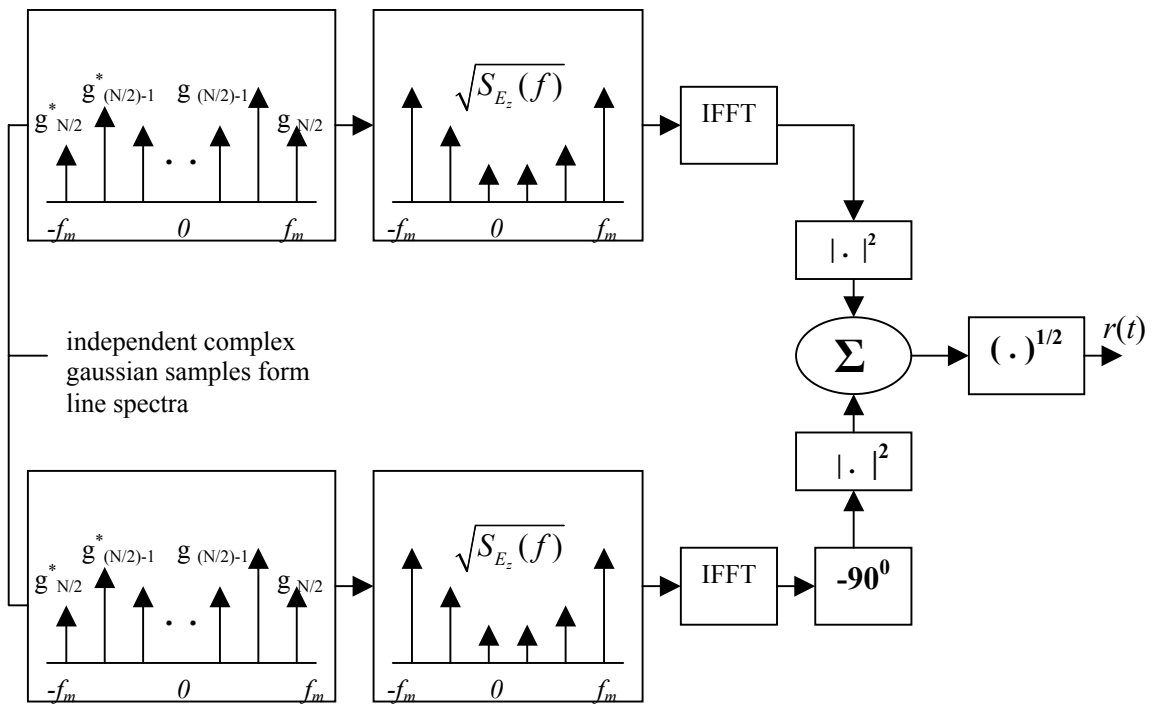 g*(N/2)-1 g (N/2)-1
g*N/2 g N/2
. .
-fm 0 fm
√SEz(f)
-fm 0 fm
IFFT
| . |²
independent complex
gaussian samples form
line spectra
Σ
( . )1/2
r(t)
| . |²
g*(N/2)-1 g (N/2)-1
g*N/2 g N/2
. .
-fm 0 fm
√SEz(f)
-fm 0 fm
IFFT
-90⁰